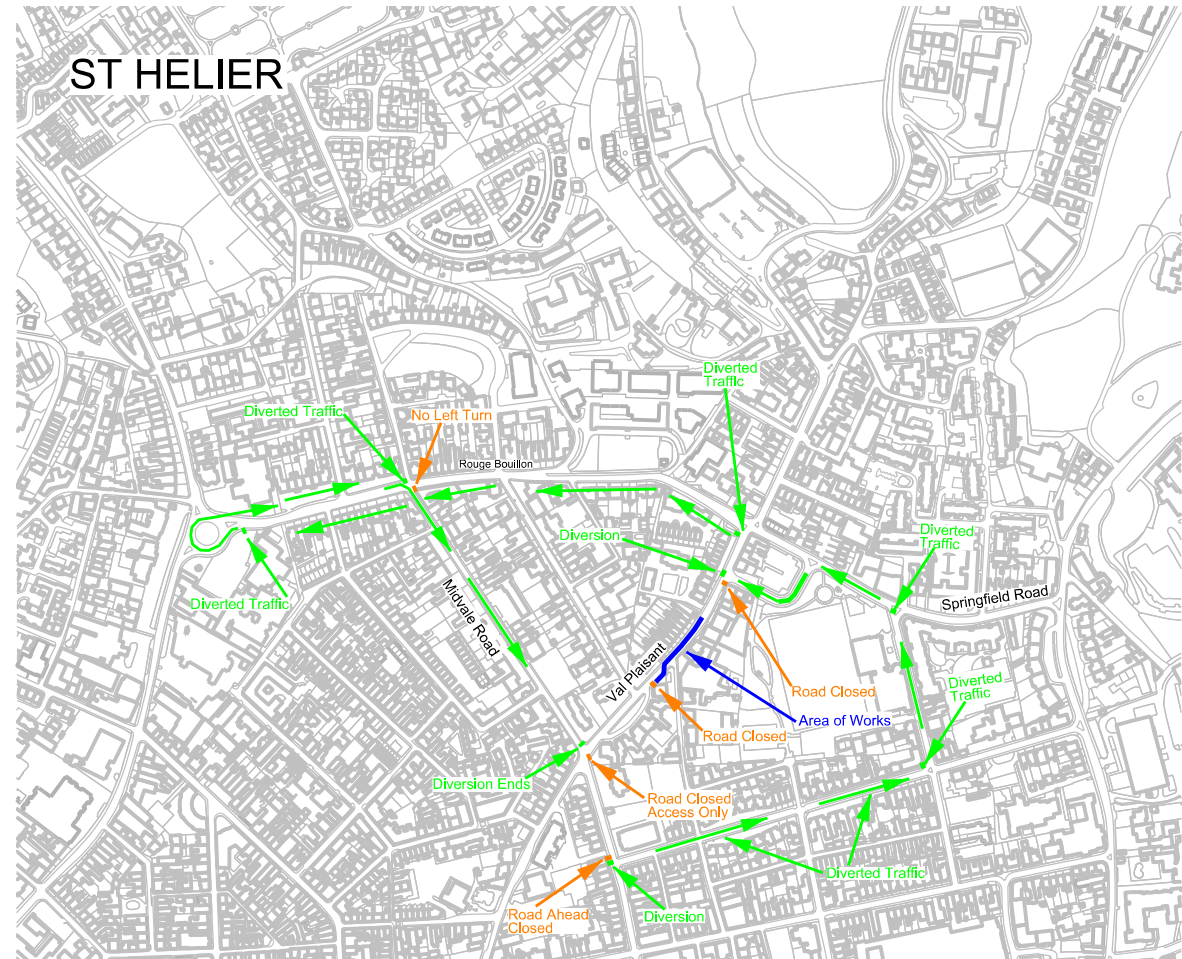 ST HELIER
Diverted
Traffic
Diverted Traffic
No Left Turn
Rouge Bouillon
Diversion
Diverted
Traffic
Diverted Traffic
Springfield Road
Midvale Road
Val Plaisant
Road Closed
Diverted
Traffic
Area of Works
Road Closed
Diversion Ends
Road Closed
Access Only
Diverted Traffic
Road Ahead
Closed
Diversion